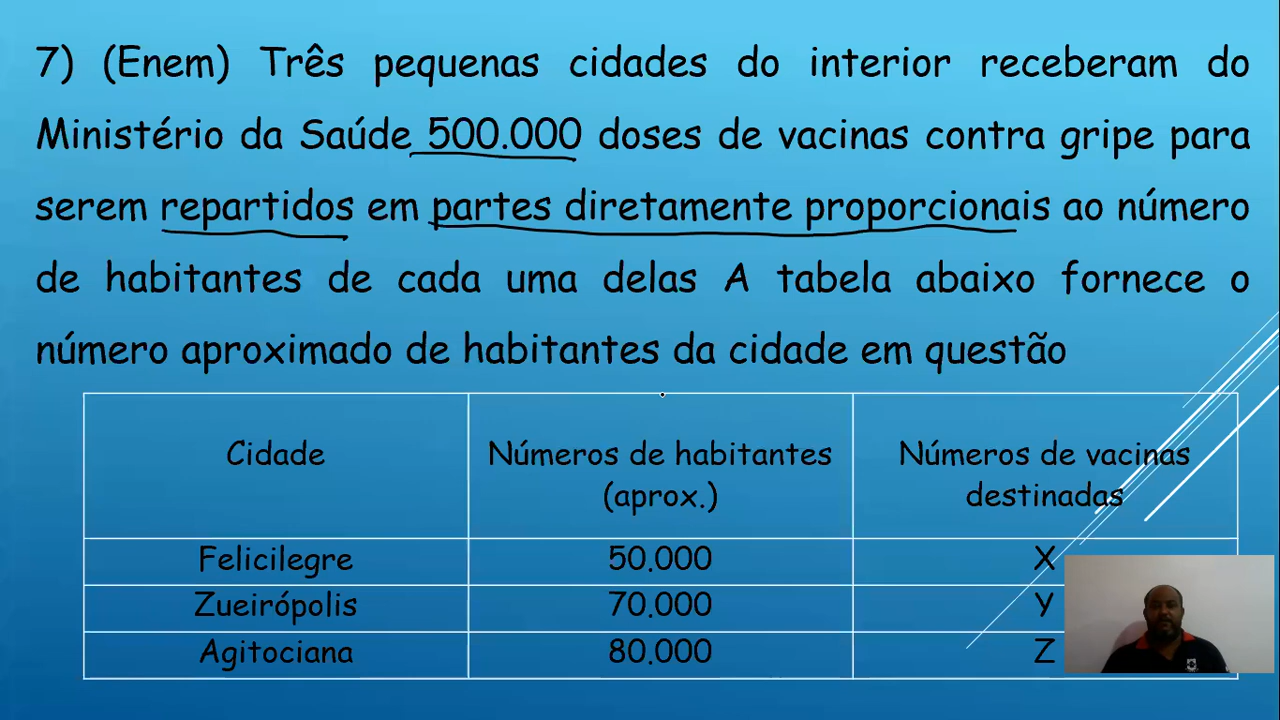 7) (Enem) Três pequenas cidades do interior receberam do
Ministério da Saúde 500.000 doses de vacinas contra gripe para
serem repartidos em partes diretamente proporcionais ao número
de habitantes de cada uma delas A tabela abaixo fornece o
número aproximado de habitantes da cidade em questão
Cidade
Números de habitantes
(aprox.)
Números de vacinas
destinadas
Felicilegre 50.000 X
Zueirópolis 70.000 Y
Agitociana 80.000 Z